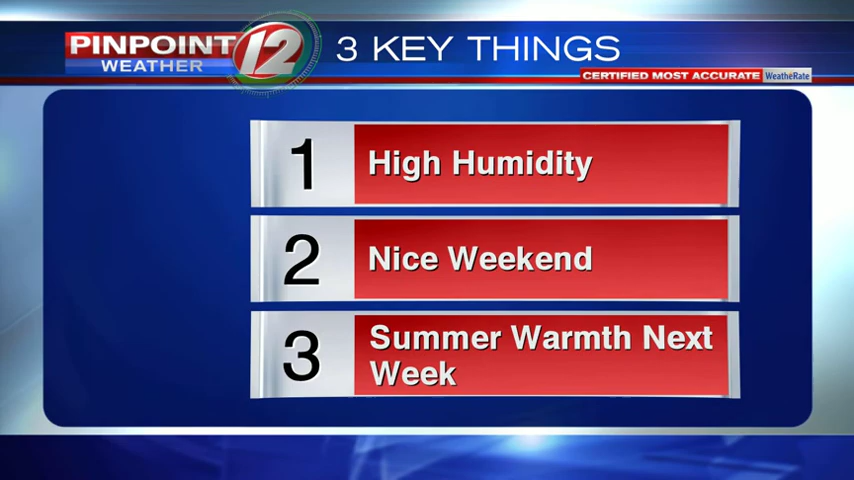 PINPOINT 12
WEATHER
3 KEY THINGS
CERTIFIED MOST ACCURATE WeatheRate
1 High Humidity
2 Nice Weekend
3 Summer Warmth Next
Week